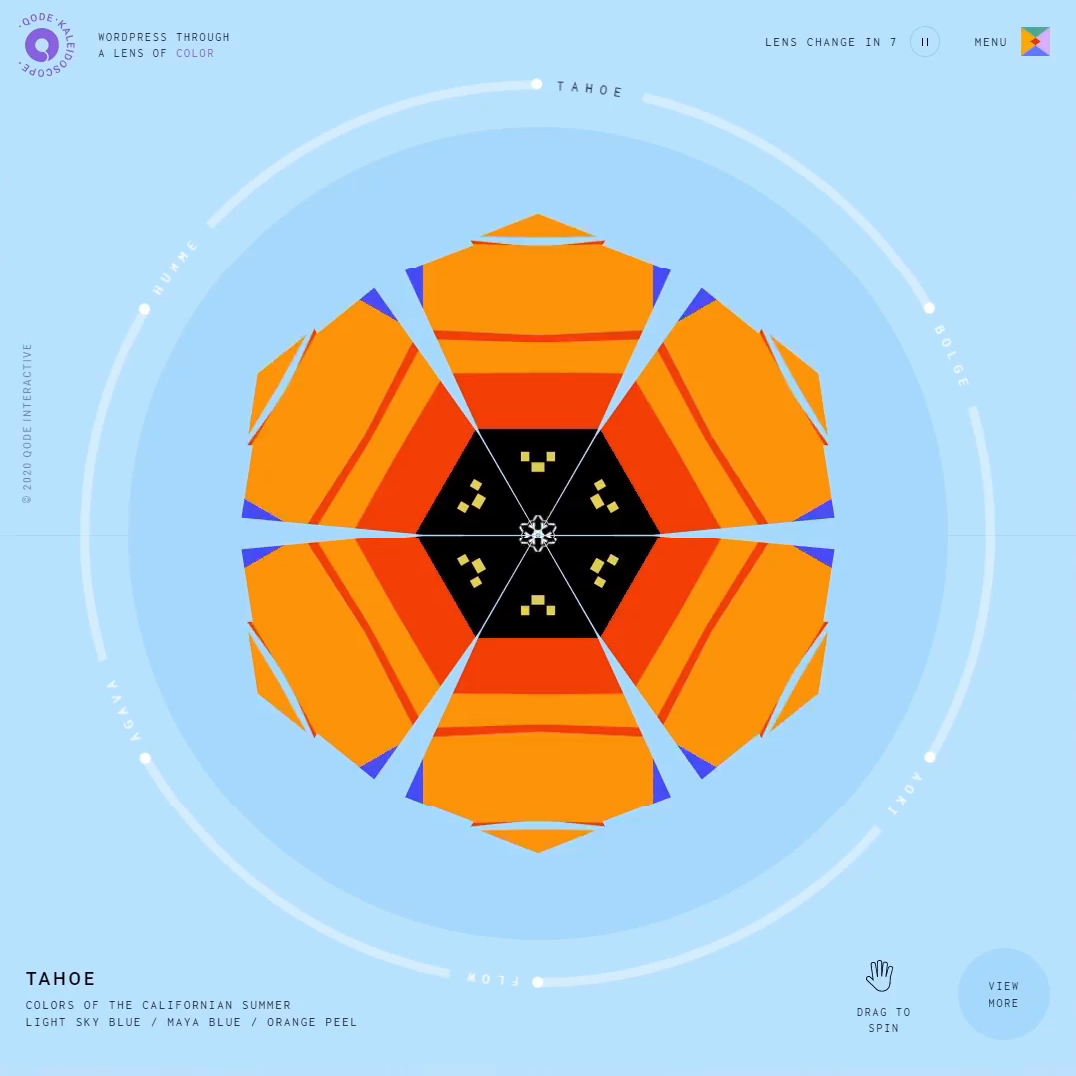 ·QODE·KALEIDOSCOPE·
WORDPRESS THROUGH
A LENS OF COLOR
LENS CHANGE IN 7
MENU
TAHOE
BOLGE
AOKI
FLOW
AGAVA
© 2020 QODE INTERACTIVE
TAHOE
COLORS OF THE CALIFORNIAN SUMMER
LIGHT SKY BLUE / MAYA BLUE / ORANGE PEEL
DRAG TO
SPIN
VIEW
MORE